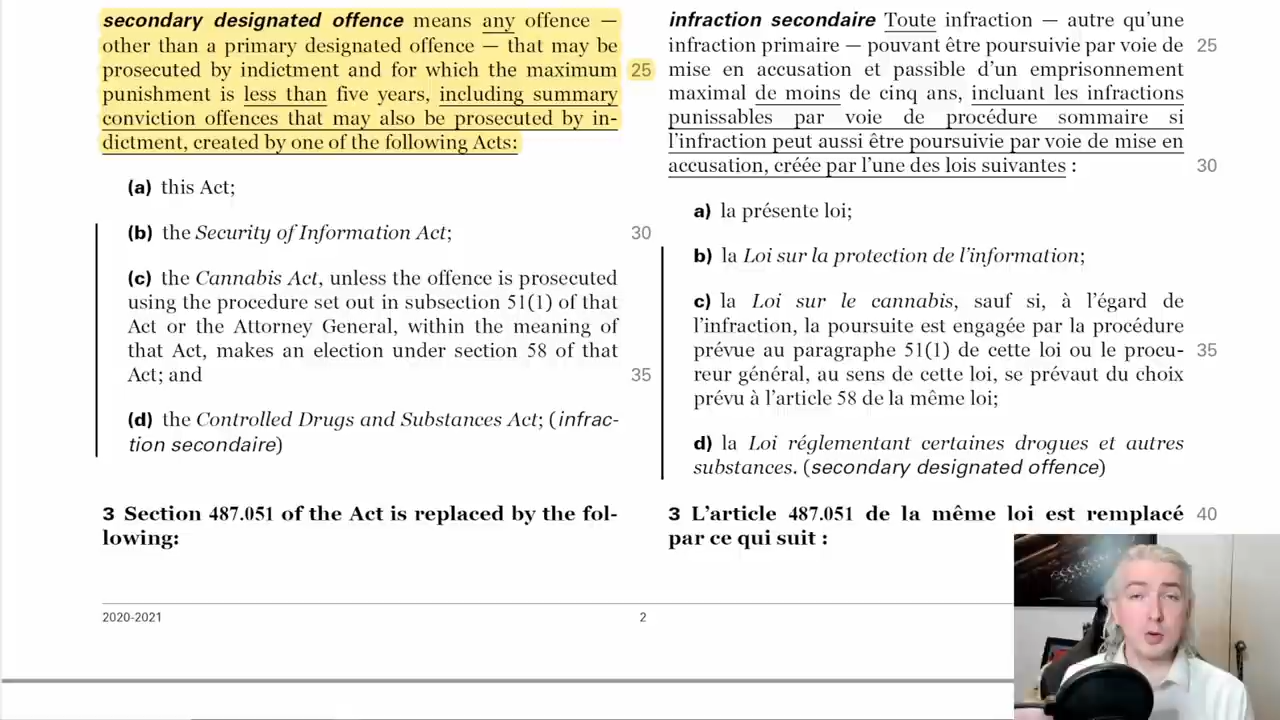 secondary designated offence means any offence —
other than a primary designated offence — that may be
prosecuted by indictment and for which the maximum 25
punishment is less than five years, including summary
conviction offences that may also be prosecuted by in-
dictment, created by one of the following Acts:
(a) this Act;
(b) the Security of Information Act; 30
(c) the Cannabis Act, unless the offence is prosecuted
using the procedure set out in subsection 51(1) of that
Act or the Attorney General, within the meaning of
that Act, makes an election under section 58 of that
Act; and 35
(d) the Controlled Drugs and Substances Act; (infrac-
tion secondaire)
3 Section 487.051 of the Act is replaced by the fol-
lowing:
infraction secondaire Toute infraction — autre qu'une
infraction primaire — pouvant être poursuivie par voie de 25
mise en accusation et passible d'un emprisonnement
maximal de moins de cinq ans, incluant les infractions
punissables par voie de procédure sommaire si
l'infraction peut aussi être poursuivie par voie de mise en
accusation, créée par l'une des lois suivantes : 30
a) la présente loi;
b) la Loi sur la protection de l'information;
c) la Loi sur le cannabis, sauf si, à l'égard de
l'infraction, la poursuite est engagée par la procédure
prévue au paragraphe 51(1) de cette loi ou le procu- 35
reur général, au sens de cette loi, se prévaut du choix
prévu à l'article 58 de la même loi;
d) la Loi réglementant certaines drogues et autres
substances. (secondary designated offence)
3 L'article 487.051 de la même loi est remplacé 40
par ce qui suit :
2020-2021
2